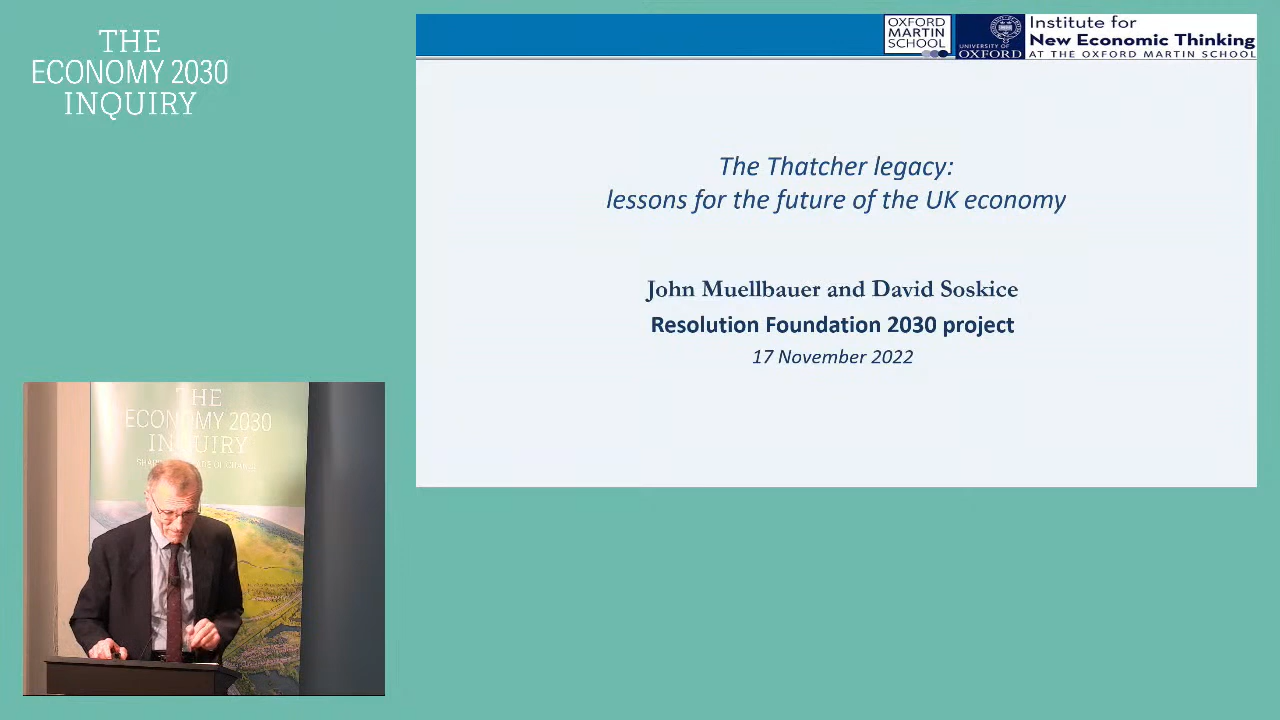 THE
ECONOMY 2030
INQUIRY
OXFORD
MARTIN
SCHOOL
UNIVERSITY OF
OXFORD
Institute for
New Economic Thinking
AT THE OXFORD MARTIN SCHOOL
The Thatcher legacy:
lessons for the future of the UK economy
John Muellbauer and David Soskice
Resolution Foundation 2030 project
17 November 2022
THE
ECONOMY 2030
INQUIRY